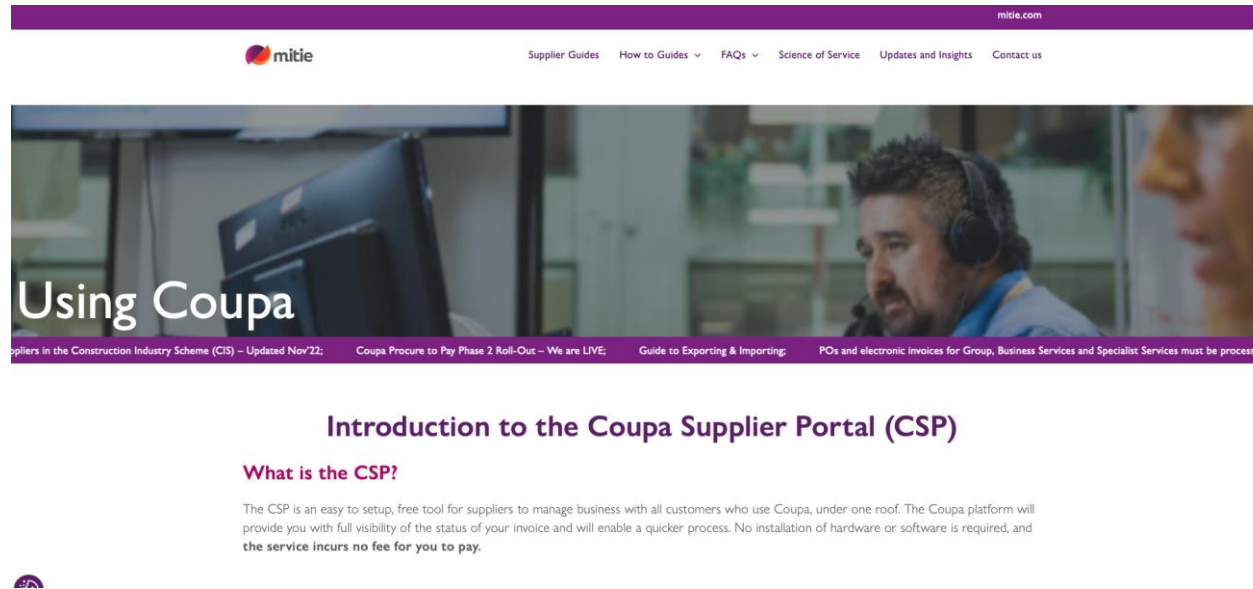 mitie.com
mitie
Supplier Guides How to Guides FAQs Science of Service Updates and Insights Contact us
Using Coupa
ppliers in the Construction Industry Scheme (CIS) – Updated Nov'22; Coupa Procure to Pay Phase 2 Roll-Out – We are LIVE; Guide to Exporting & Importing; POs and electronic invoices for Group, Business Services and Specialist Services must be process
Introduction to the Coupa Supplier Portal (CSP)
What is the CSP?
The CSP is an easy to setup, free tool for suppliers to manage business with all customers who use Coupa, under one roof. The Coupa platform will
provide you with full visibility of the status of your invoice and will enable a quicker process. No installation of hardware or software is required, and
the service incurs no fee for you to pay.